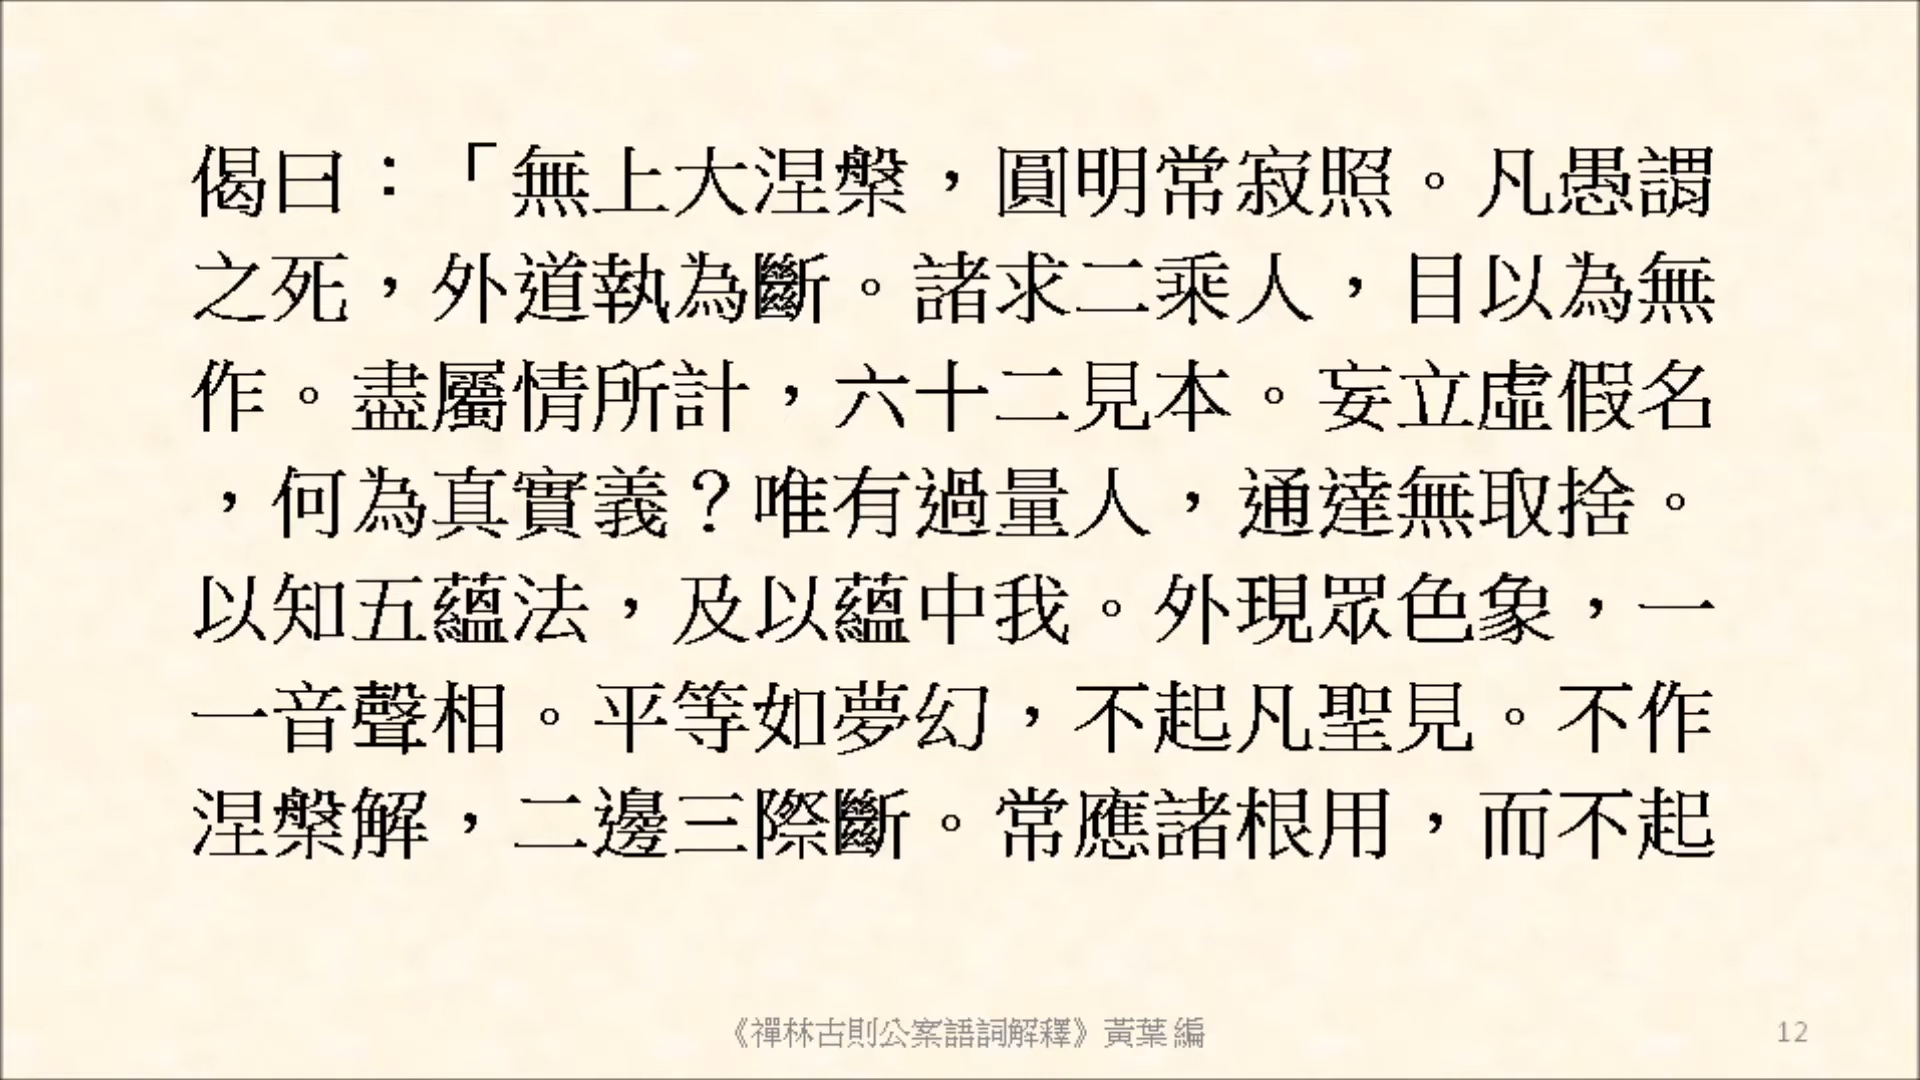 偈曰：「無上大涅槃，圓明常寂照。凡愚謂
之死，外道執為斷。諸求二乘人，目以為無
作。盡屬情所計，六十二見本。妄立虛假名
，何為真實義？唯有過量人，通達無取捨。
以知五蘊法，及以蘊中我。外現眾色象，一
一音聲相。平等如夢幻，不起凡聖見。不作
涅槃解，二邊三際斷。常應諸根用，而不起
《禪林古則公案語詞解釋》黃葉 編
12